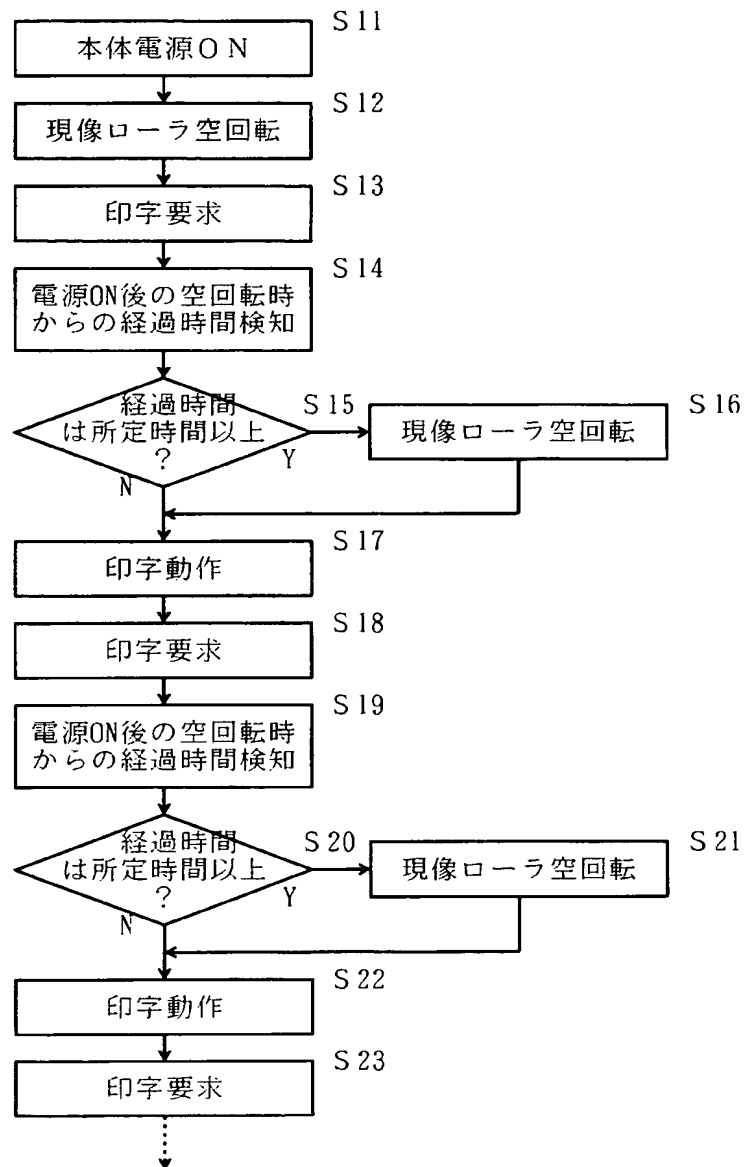 S11
本体電源ON
S12
現像ローラ空回転
S13
印字要求
S14
電源ON後の空回転時
からの経過時間検知
経過時間
は所定時間以上
?
S15
Y
N
S16
現像ローラ空回転
S17
印字動作
S18
印字要求
S19
電源ON後の空回転時
からの経過時間検知
経過時間
は所定時間以上
?
S20
Y
N
S21
現像ローラ空回転
S22
印字動作
S23
印字要求